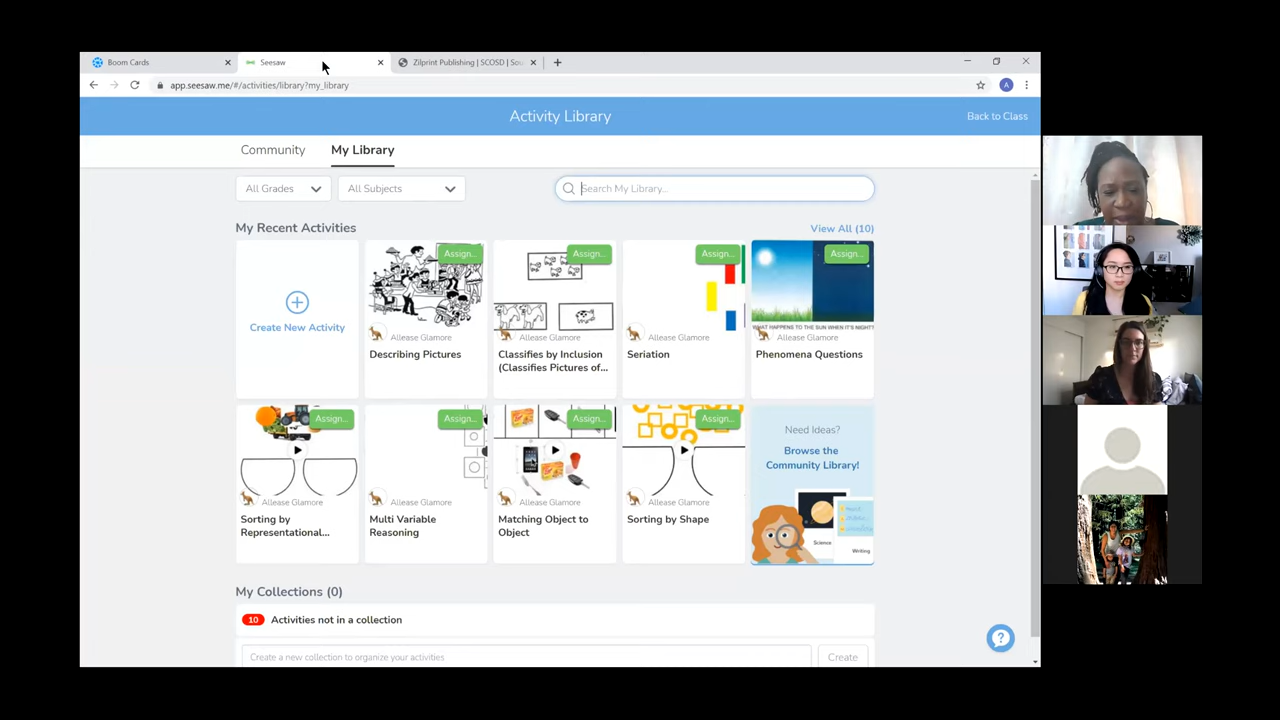 Boom Cards
Seesaw
Zilprint Publishing | SCOSD | Sou
app.seesaw.me/#/activities/library?my_library
A
Activity Library
Back to Class
Community
My Library
All Grades
All Subjects
Search My Library...
My Recent Activities
View All (10)
Create New Activity
Assign...
Allease Glamore
Describing Pictures
Assign...
Allease Glamore
Classifies by Inclusion
(Classifies Pictures of...
Assign...
Allease Glamore
Seriation
Assign...
WHAT HAPPENS TO THE SUN WHEN IT'S NIGHT?
Allease Glamore
Phenomena Questions
Assign...
Allease Glamore
Sorting by
Representational...
Assign...
Allease Glamore
Multi Variable
Reasoning
Assign...
Allease Glamore
Matching Object to
Object
Assign...
Allease Glamore
Sorting by Shape
Need Ideas?
Browse the
Community Library!
Science
Writing
My Collections (0)
10 Activities not in a collection
Create a new collection to organize your activities
Create